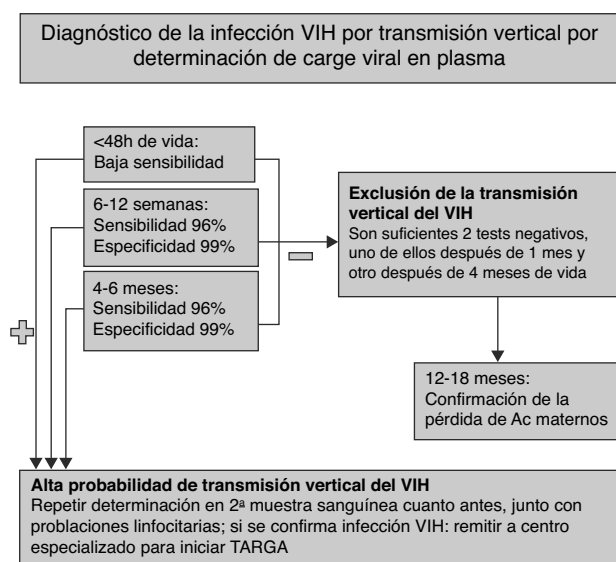 Diagnóstico de la infección VIH por transmisión vertical por
determinación de carge viral en plasma
<48h de vida:
Baja sensibilidad
6-12 semanas:
Sensibilidad 96%
Especificidad 99%
4-6 meses:
Sensibilidad 96%
Especificidad 99%
Exclusión de la transmisión
vertical del VIH
Son suficientes 2 tests negativos,
uno de ellos después de 1 mes y
otro después de 4 meses de vida
12-18 meses:
Confirmación de la
pérdida de Ac maternos
Alta probabilidad de transmisión vertical del VIH
Repetir determinación en 2ª muestra sanguínea cuanto antes, junto con
problaciones linfocitarias; si se confirma infección VIH: remitir a centro
especializado para iniciar TARGA